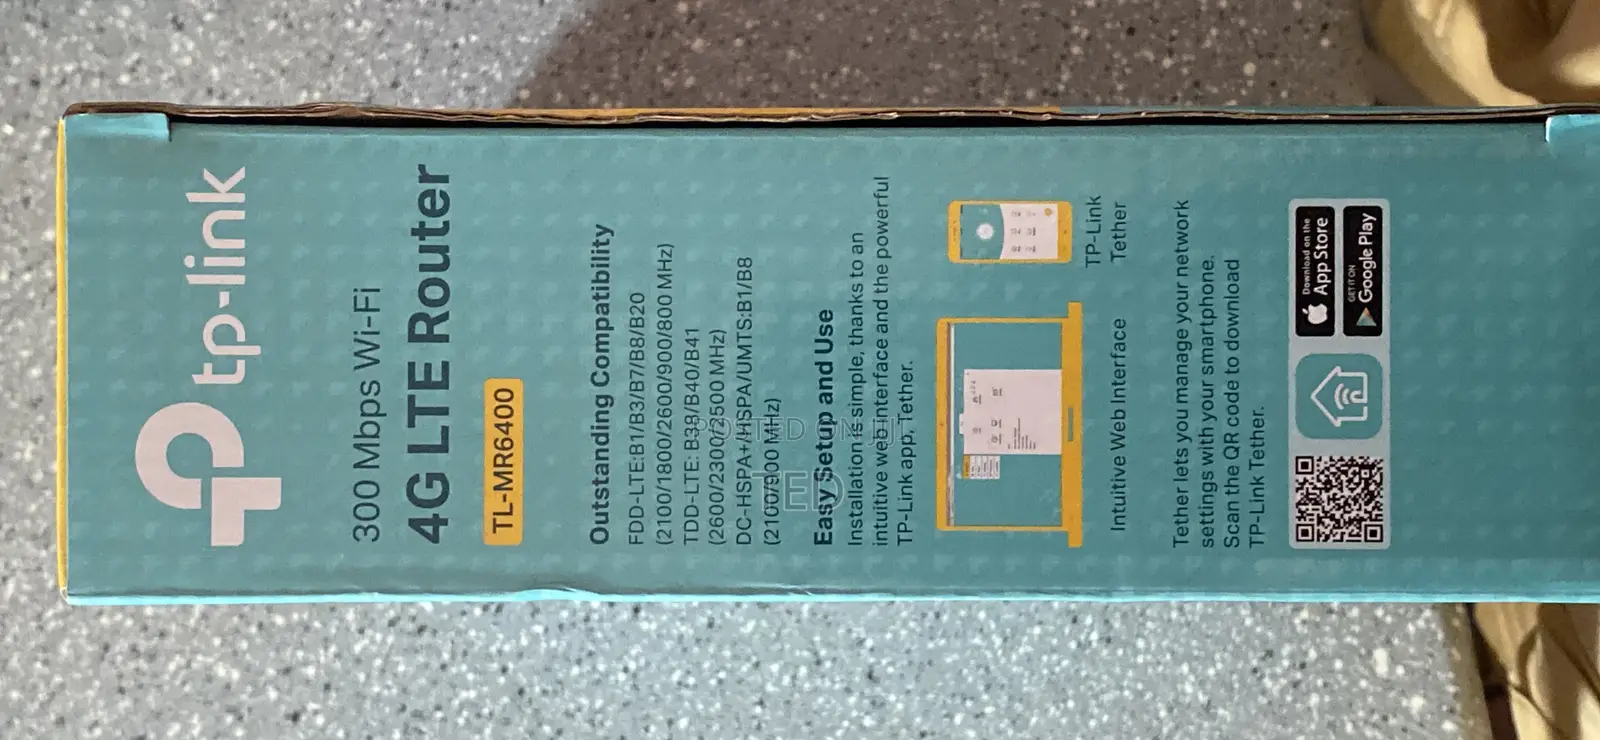 tp-link
300 Mbps Wi-Fi
4G LTE Router
TL-MR6400
Outstanding Compatibility
FDD-LTE:B1/B3/B7/B8/B20
(2100/1800/2600/900/800 MHz)
TDD-LTE: B38/B40/B41
(2600/2300/2500 MHz)
DC-HSPA+/HSPA/UMTS:B1/B8
(2100/900 MHz)
Easy Setup and Use
Installation is simple, thanks to an
intuitive web interface and the powerful
TP-Link app, Tether.
Intuitive Web Interface
TP-Link
Tether
Tether lets you manage your network
settings with your smartphone.
Scan the QR code to download
TP-Link Tether.
Download on the
App Store
GET IT ON
Google Play
POSTED ON JIJI